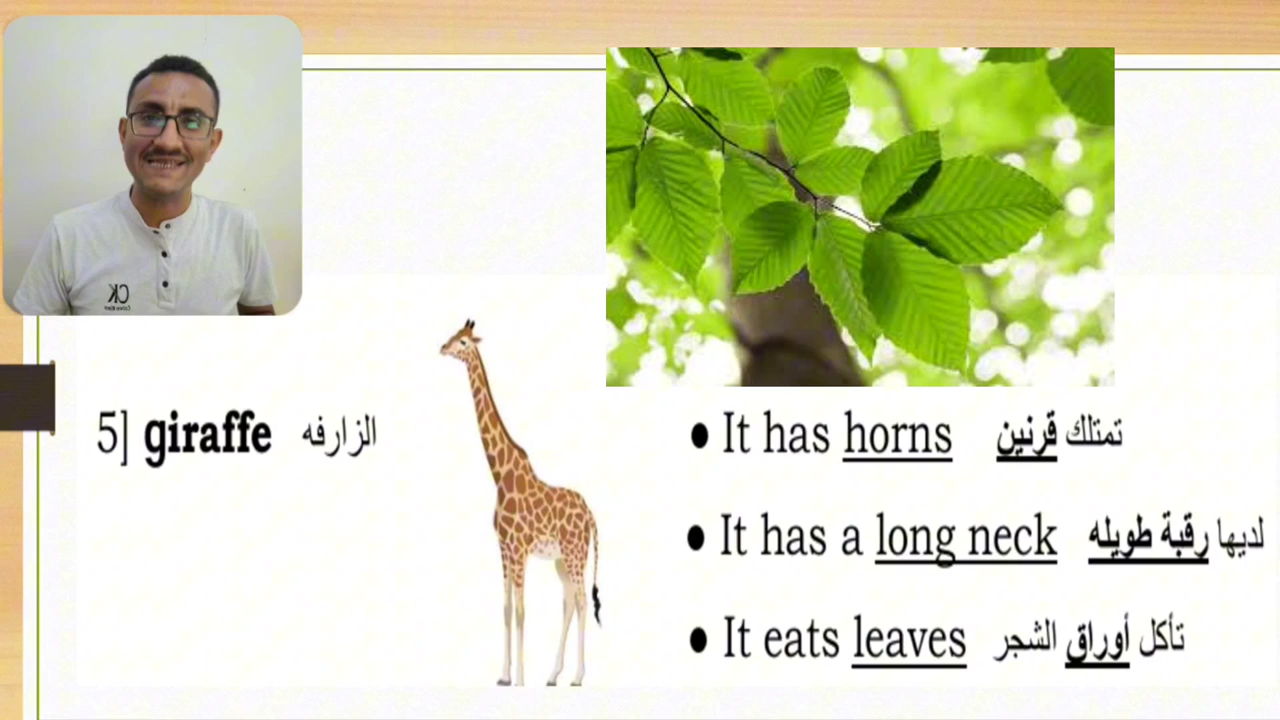 CK
5] giraffe الزارفه
• It has horns تمتلك قرنين
• It has a long neck لديها رقبة طويله
• It eats leaves تأكل أوراق الشجر